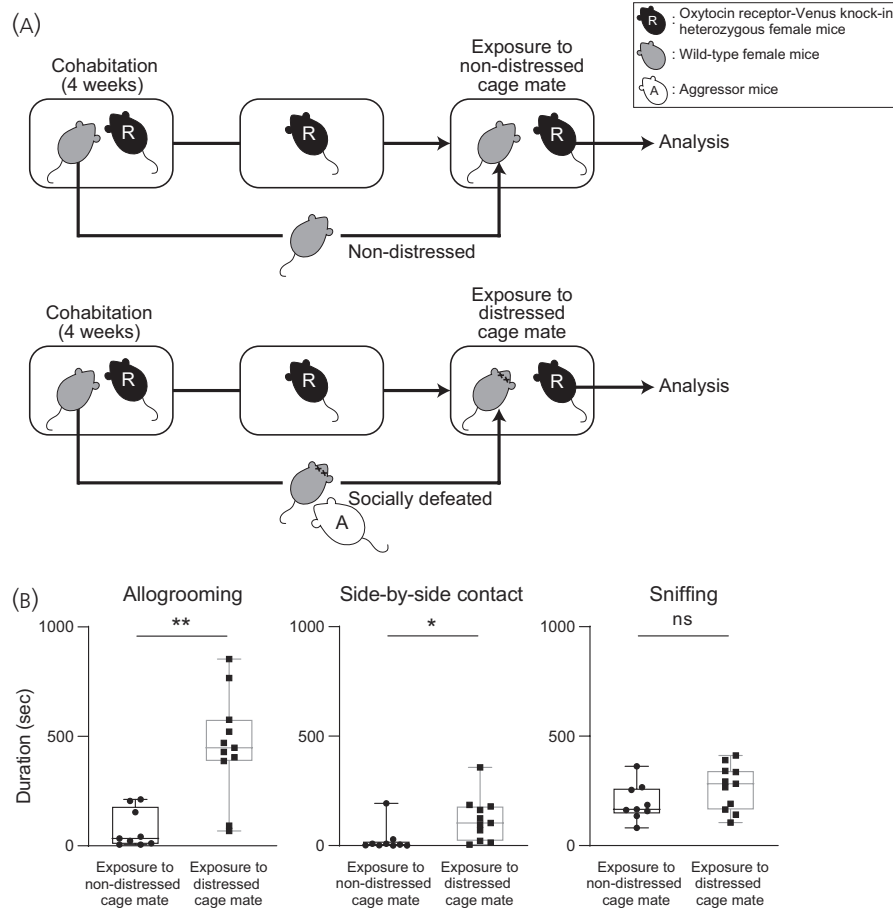 (A)
R : Oxytocin receptor-Venus knock-in
heterozygous female mice
: Wild-type female mice
A : Aggressor mice
Cohabitation
(4 weeks)
Exposure to
non-distressed
cage mate
R
R
R
Analysis
Non-distressed
Cohabitation
(4 weeks)
Exposure to
distressed
cage mate
R
R
R
Analysis
Socially defeated
A
(B)
Allogrooming
Side-by-side contact
Sniffing
1000
**
1000
*
1000
ns
Duration (sec)
500
500
500
0
0
0
Exposure to
non-distressed
cage mate
Exposure to
distressed
cage mate
Exposure to
non-distressed
cage mate
Exposure to
distressed
cage mate
Exposure to
non-distressed
cage mate
Exposure to
distressed
cage mate